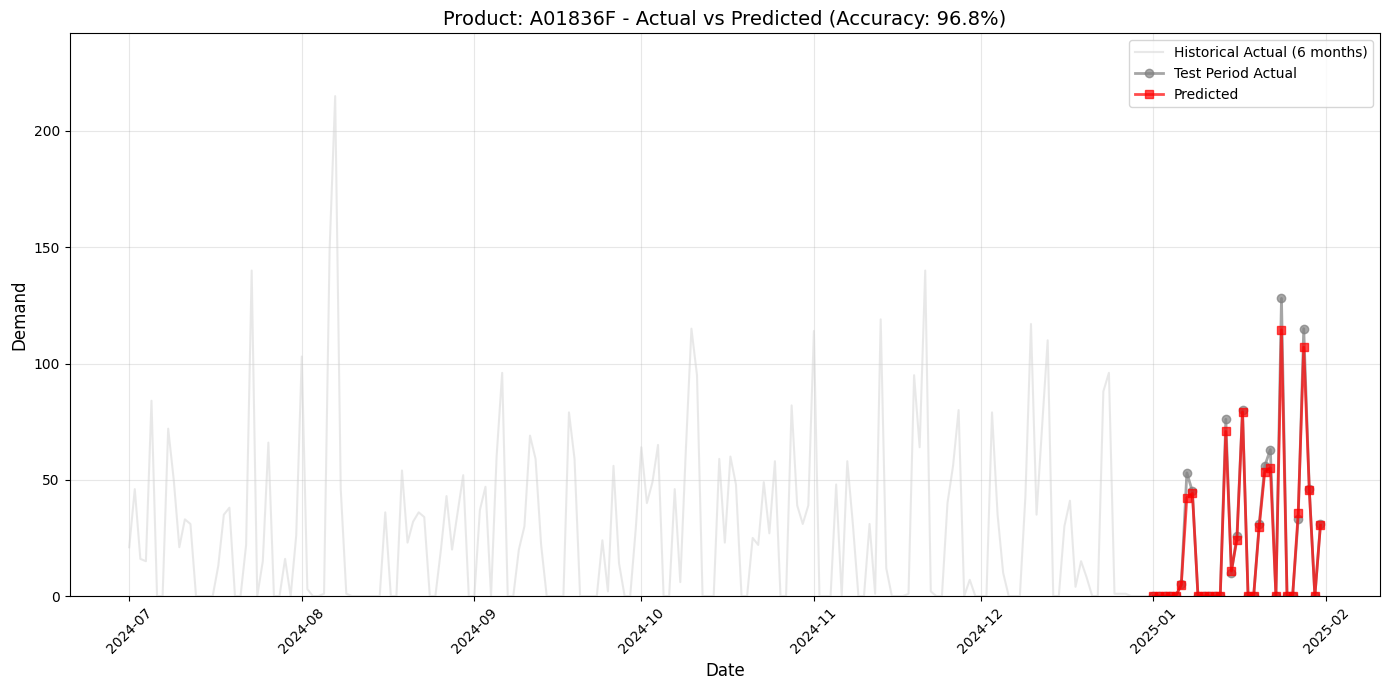 Product: A01836F - Actual vs Predicted (Accuracy: 96.8%)
Historical Actual (6 months)
Test Period Actual
Predicted
200
150
100
50
0
Demand
2024-07
2024-08
2024-09
2024-10
2024-11
2024-12
2025-01
2025-02
Date